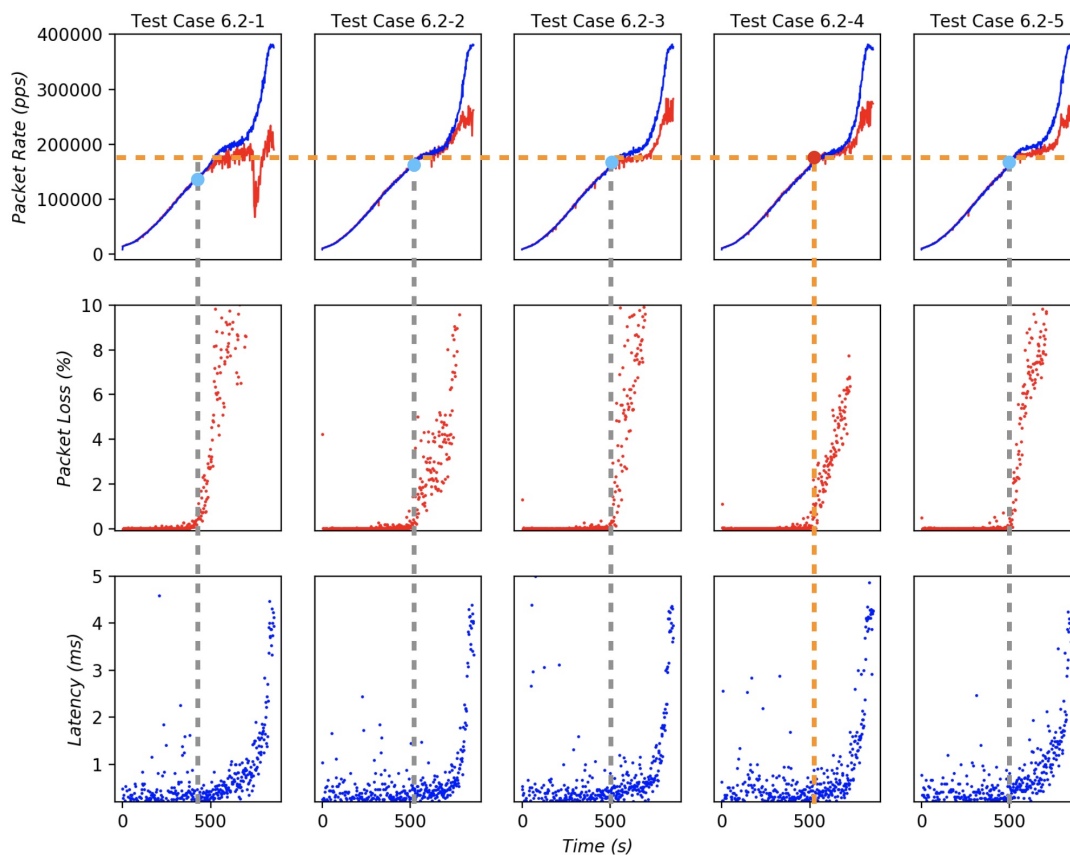 Test Case 6.2-1 Test Case 6.2-2 Test Case 6.2-3 Test Case 6.2-4 Test Case 6.2-5
Packet Rate (pps)
400000
300000
200000
100000
0
Packet Loss (%)
10
8
6
4
2
0
Latency (ms)
5
4
3
2
1
0 500 0 500 0 500 0 500 0 500
Time (s)